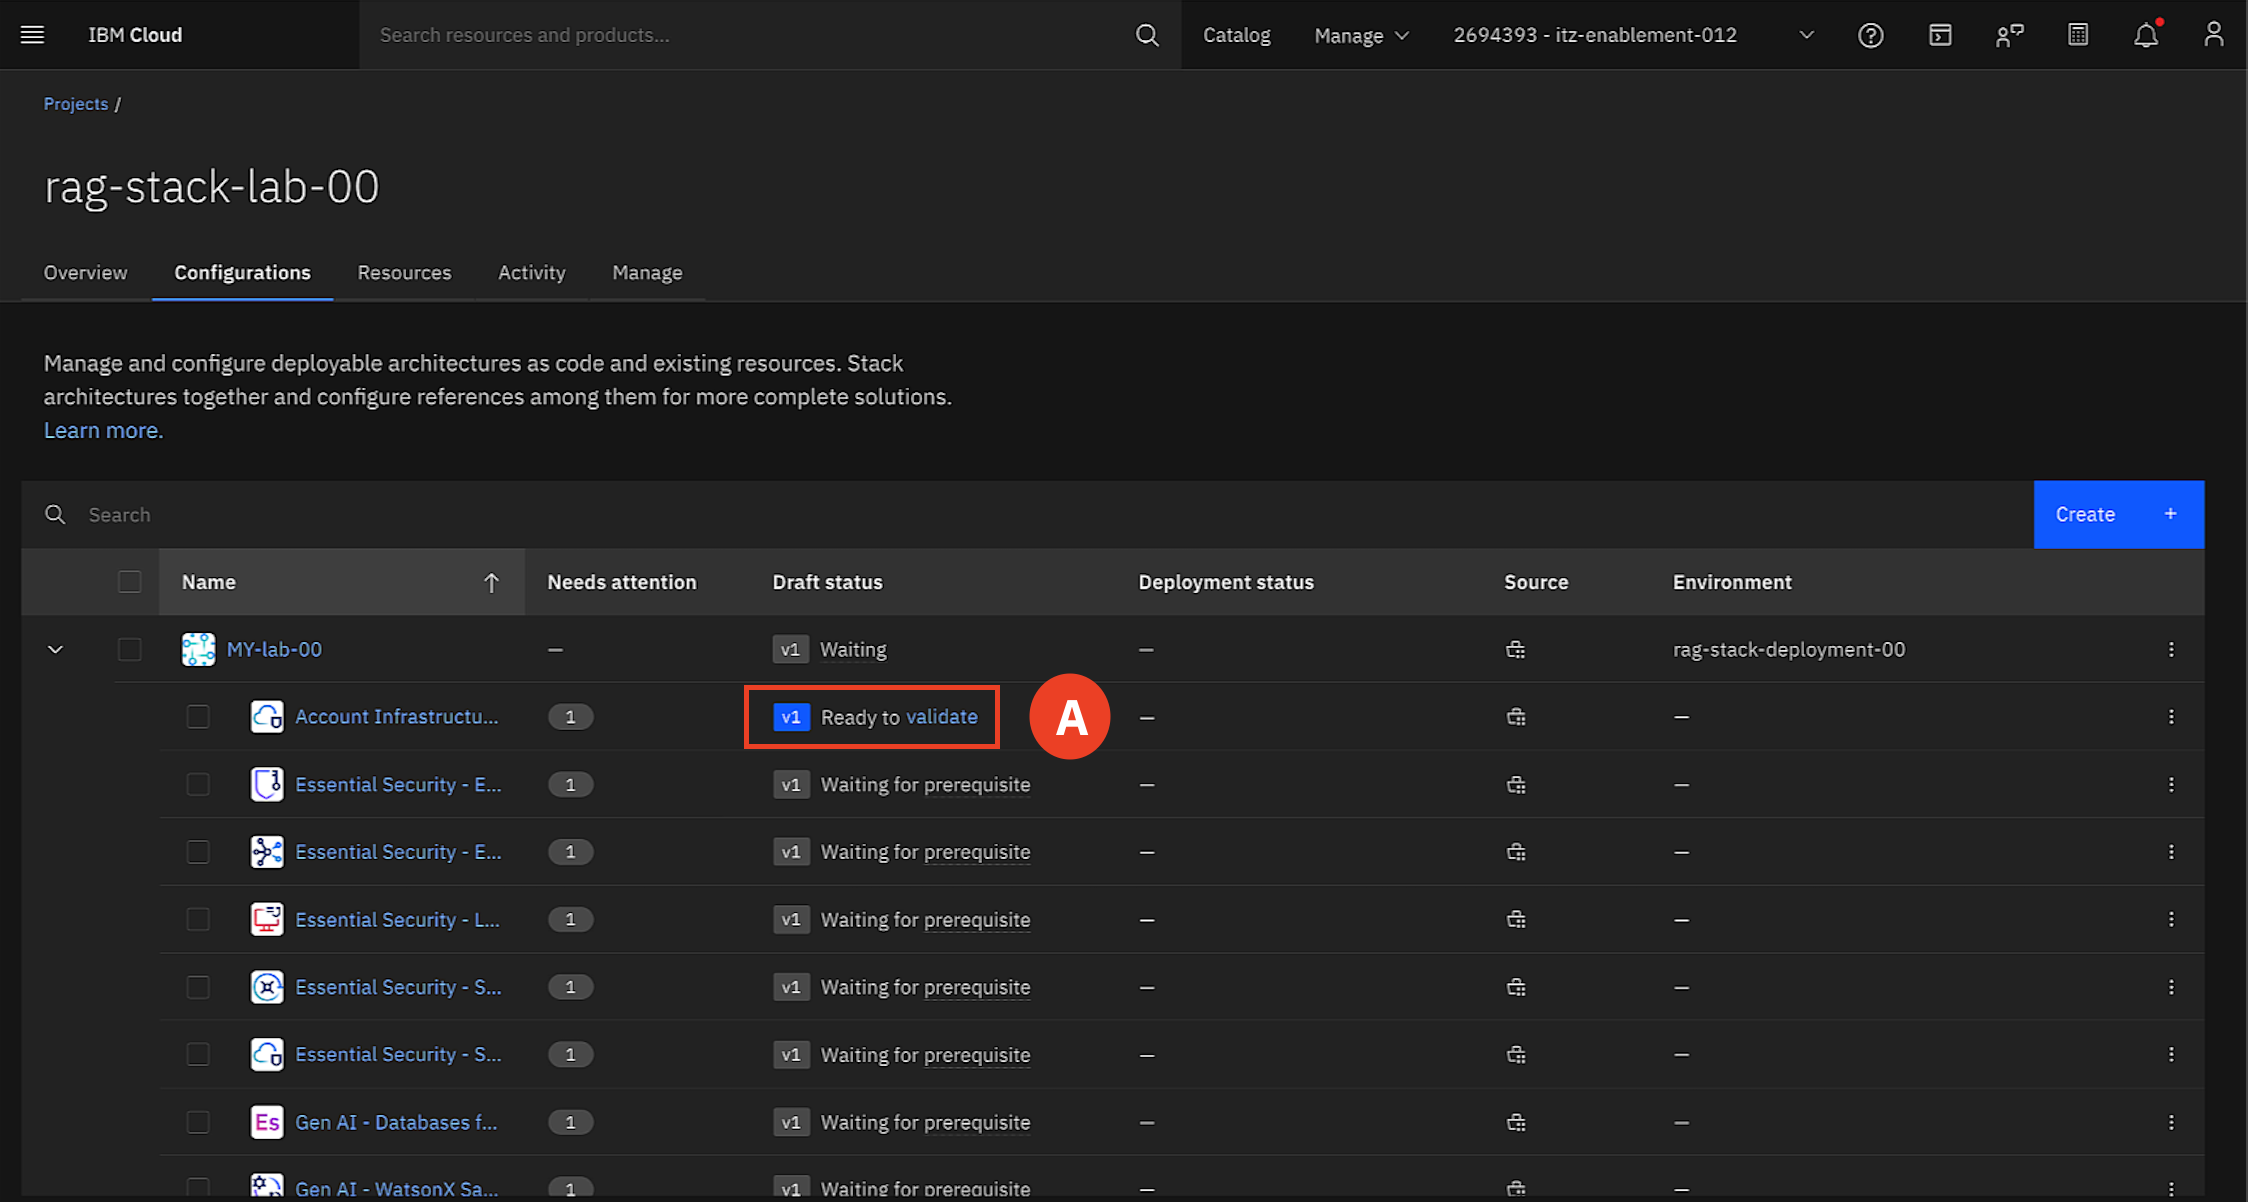 IBM Cloud
Search resources and products...
Catalog
Manage
2694393 - itz-enablement-012
Projects /
rag-stack-lab-00
Overview
Configurations
Resources
Activity
Manage
Manage and configure deployable architectures as code and existing resources. Stack
architectures together and configure references among them for more complete solutions.
Learn more.
Search
Create +
Name Needs attention Draft status Deployment status Source Environment
MY-lab-00 – v1 Waiting – rag-stack-deployment-00
Account Infrastructu... 1 v1 Ready to validate A – –
Essential Security - E... 1 v1 Waiting for prerequisite – –
Essential Security - E... 1 v1 Waiting for prerequisite – –
Essential Security - L... 1 v1 Waiting for prerequisite – –
Essential Security - S... 1 v1 Waiting for prerequisite – –
Essential Security - S... 1 v1 Waiting for prerequisite – –
Es Gen AI - Databases f... 1 v1 Waiting for prerequisite – –
Gen AI - WatsonX Sa... 1 v1 Waiting for prerequisite – –